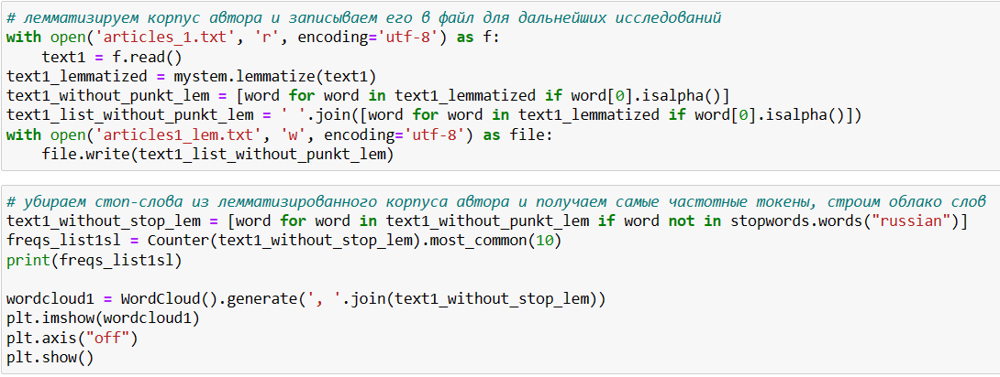 # лемматизируем корпус автора и записываем его в файл для дальнейших исследований
with open('articles_1.txt', 'r', encoding='utf-8') as f:
    text1 = f.read()
text1_lemmatized = mystem.lemmatize(text1)
text1_without_punkt_lem = [word for word in text1_lemmatized if word[0].isalpha()]
text1_list_without_punkt_lem = ' '.join([word for word in text1_lemmatized if word[0].isalpha()])
with open('articles1_lem.txt', 'w', encoding='utf-8') as file:
    file.write(text1_list_without_punkt_lem)
# убираем стоп-слова из лемматизированного корпуса автора и получаем самые частотные токены, строим облако слов
text1_without_stop_lem = [word for word in text1_without_punkt_lem if word not in stopwords.words("russian")]
freqs_list1sl = Counter(text1_without_stop_lem).most_common(10)
print(freqs_list1sl)
wordcloud1 = WordCloud().generate(', '.join(text1_without_stop_lem))
plt.imshow(wordcloud1)
plt.axis("off")
plt.show()